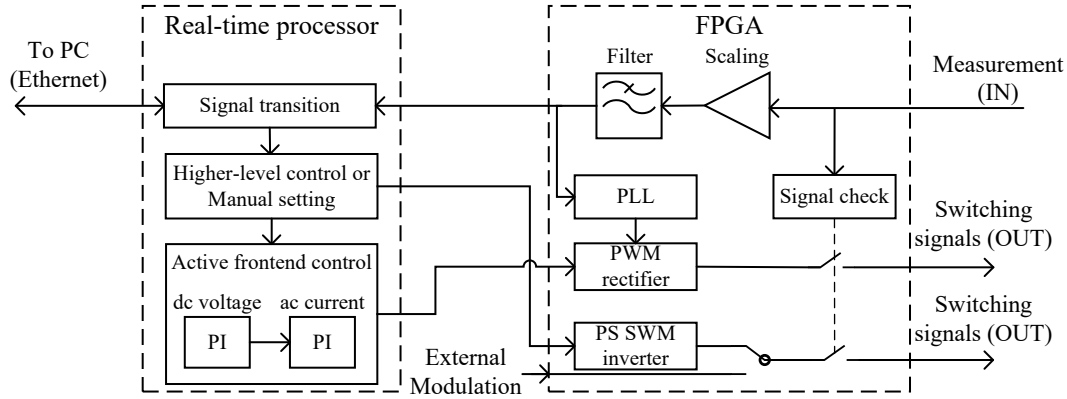 Real-time processor
FPGA
To PC
(Ethernet)
Filter
Scaling
Measurement
(IN)
Signal transition
Higher-level control or
Manual setting
PLL
Signal check
Switching
signals (OUT)
Active frontend control
PWM
rectifier
dc voltage
ac current
PI
PI
PS SWM
inverter
Switching
signals (OUT)
External
Modulation